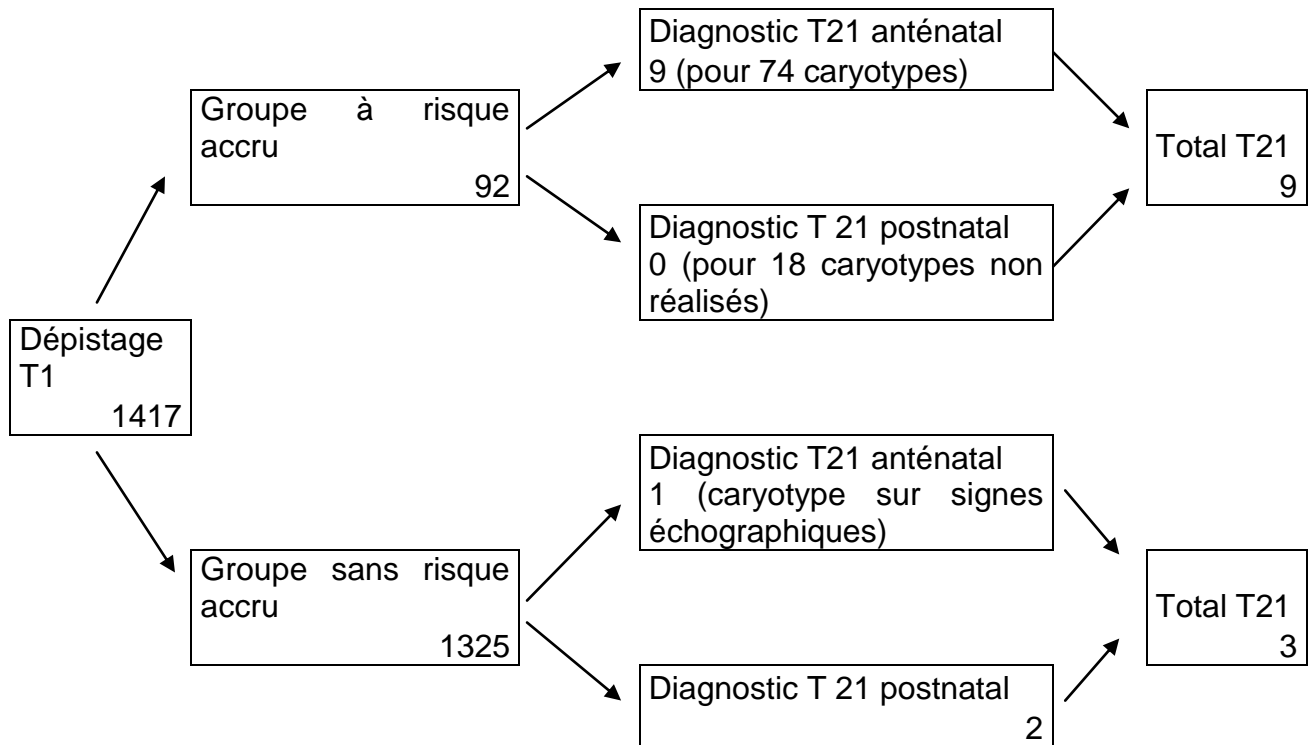 Diagnostic T21 anténatal
9 (pour 74 caryotypes)
Groupe à risque
accru
92
Total T21
9
Diagnostic T 21 postnatal
0 (pour 18 caryotypes non
réalisés)
Dépistage
T1
1417
Diagnostic T21 anténatal
1 (caryotype sur signes
échographiques)
Groupe sans risque
accru
1325
Total T21
3
Diagnostic T 21 postnatal
2